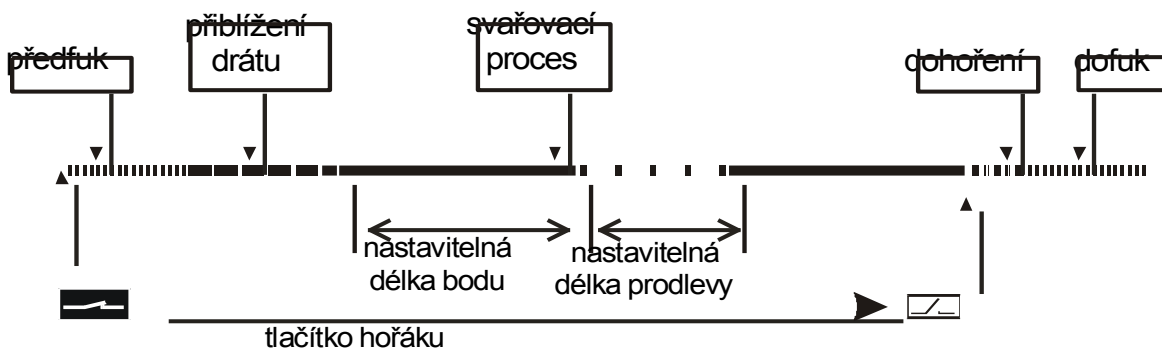 předfuk
přiblížení
drátu
svařovací
proces
dohoření
dofuk
nastavitelná
délka bodu
nastavitelná
délka prodlevy
tlačítko hořáku